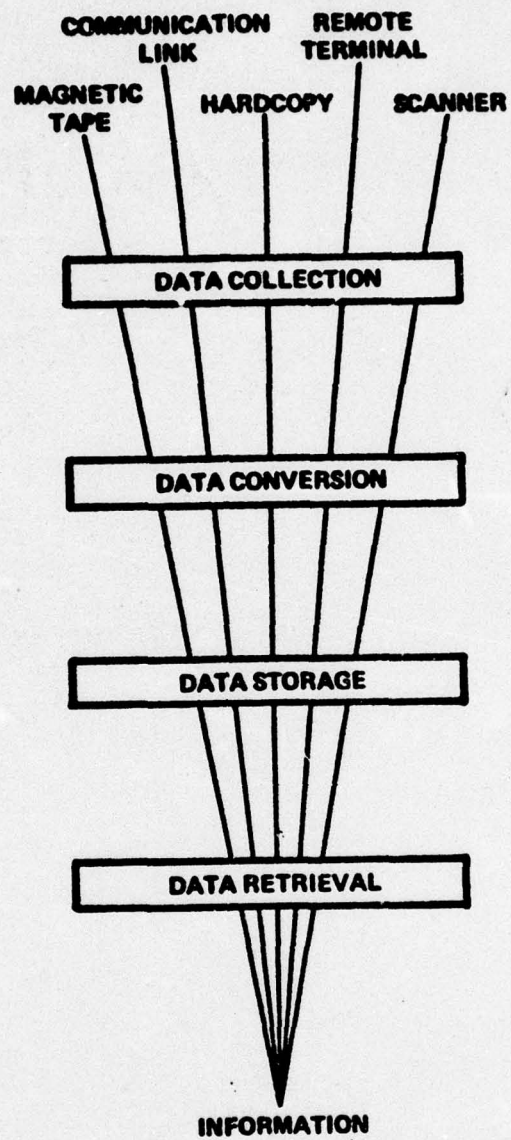 COMMUNICATION
LINK
REMOTE
TERMINAL
MAGNETIC
TAPE
HARDCOPY
SCANNER
DATA COLLECTION
DATA CONVERSION
DATA STORAGE
DATA RETRIEVAL
INFORMATION